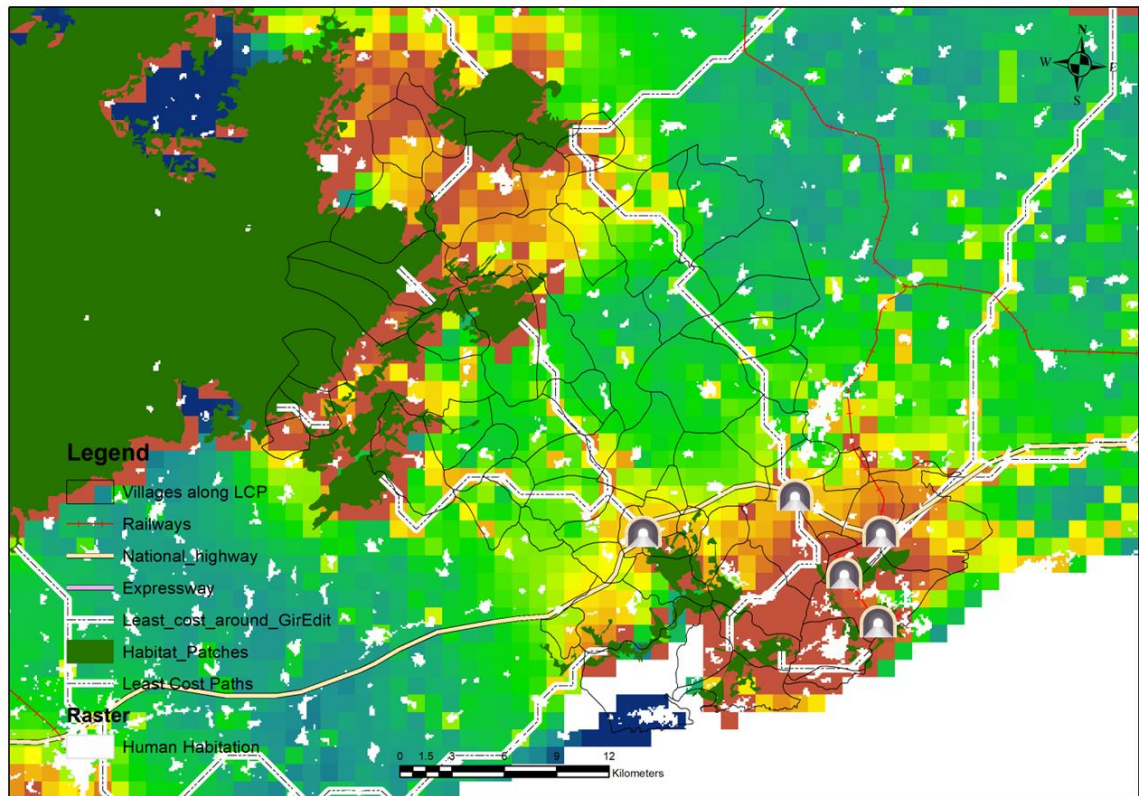 N
W E
S
Legend
Villages along LCP
Railways
National_highway
Expressway
Least_cost_around_GirEdit
Habitat_Patches
Least Cost Paths
Raster
Human Habitation
0 1.5 3 6 9 12
Kilometers